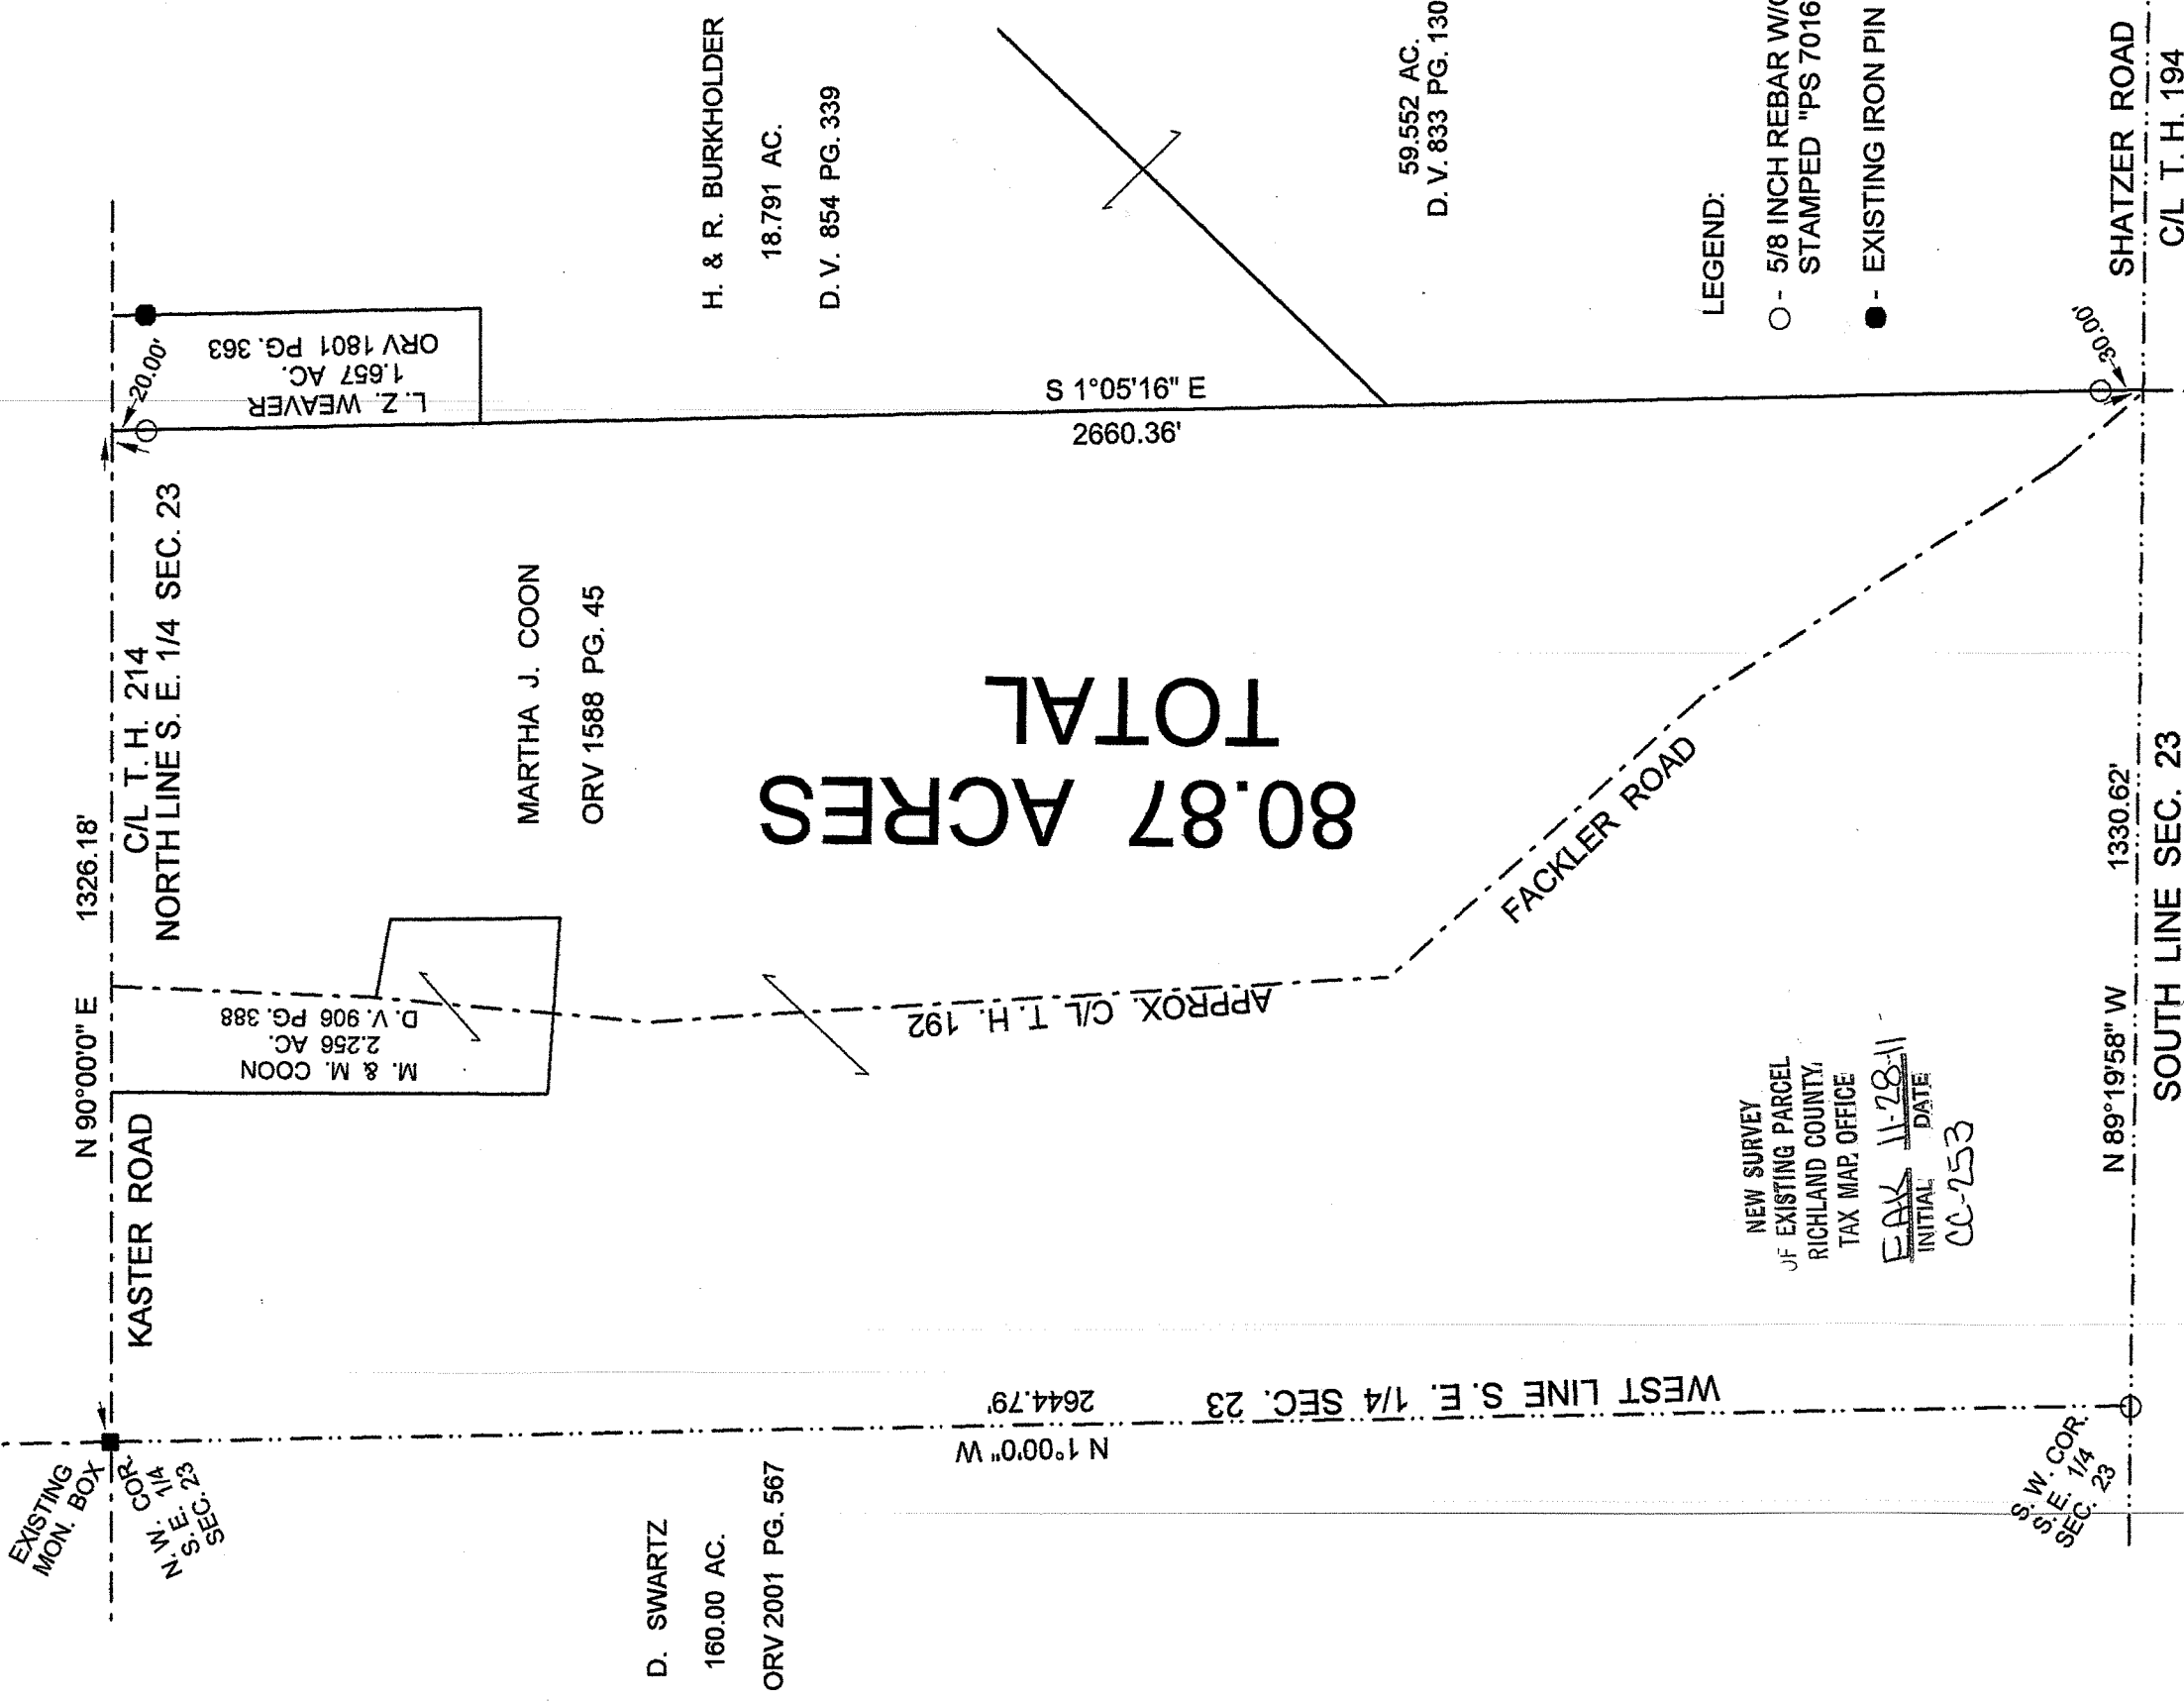 EXISTING
MON. BOX
N. W. COR.
S. E. 1/4
SEC. 23
KASTER ROAD
N 90°00'0" E 1326.18'
C/L T. H. 214
NORTH LINE S. E. 1/4 SEC. 23
20.00'
L. Z. WEAVER
1.657 AC.
ORV 1801 PG. 363
M. & M. COON
2.256 AC.
D. V. 906 PG. 388
MARTHA J. COON
ORV 1588 PG. 45
H. & R. BURKHOLDER
18.791 AC.
D. V. 854 PG. 339
D. SWARTZ
160.00 AC.
ORV 2001 PG. 567
80.87 ACRES
TOTAL
S 1°05'16" E
2660.36'
N 1°00'0" W
2644.79'
WEST LINE S. E. 1/4 SEC. 23
APPROX. C/L T. H. 192
FACKLER ROAD
59.552 AC.
D. V. 833 PG. 130
LEGEND:
○ - 5/8 INCH REBAR W/
STAMPED "PS 7016
● - EXISTING IRON PIN
NEW SURVEY
OF EXISTING PARCEL
RICHLAND COUNTY
TAX MAP OFFICE
EAK 11-28-11
INITIAL DATE
CC-253
S. W. COR.
S. E. 1/4
SEC. 23
N 89°19'58" W 1330.62'
SOUTH LINE SEC. 23
30.00'
SHATZER ROAD
C/L T. H. 194